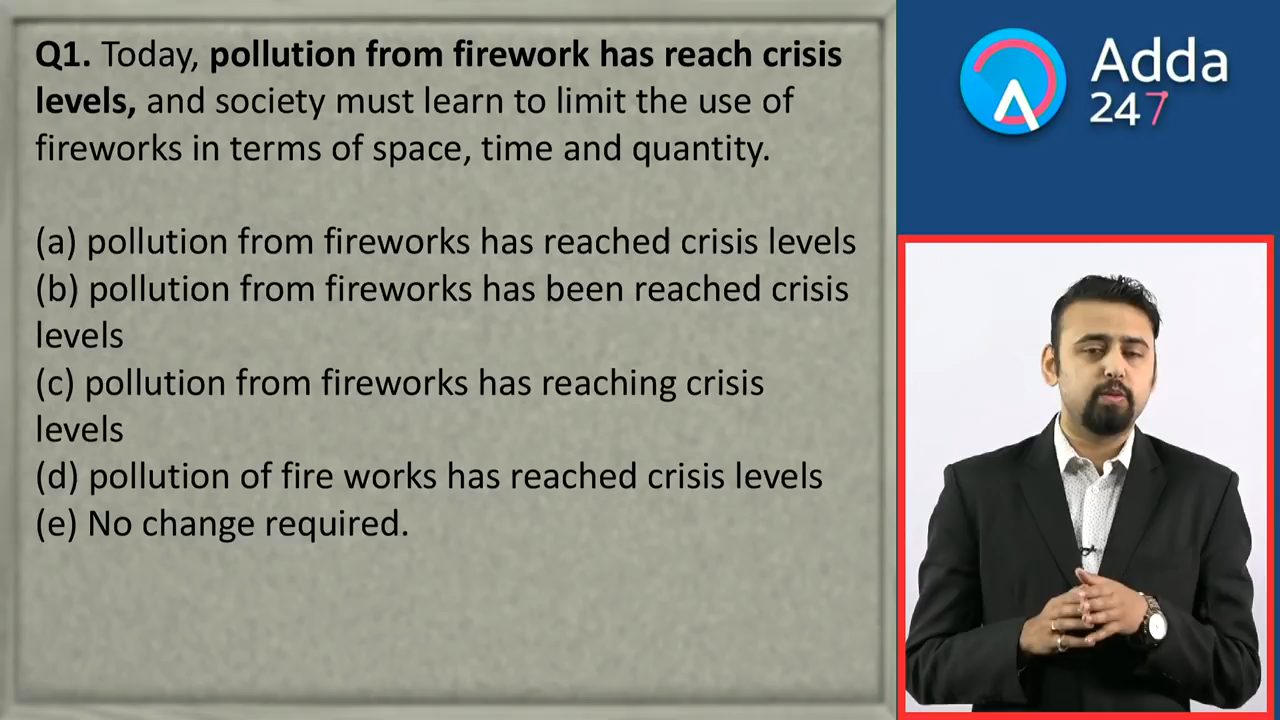 Q1. Today, pollution from firework has reach crisis
levels, and society must learn to limit the use of
fireworks in terms of space, time and quantity.
(a) pollution from fireworks has reached crisis levels
(b) pollution from fireworks has been reached crisis
levels
(c) pollution from fireworks has reaching crisis
levels
(d) pollution of fire works has reached crisis levels
(e) No change required.
Adda
247